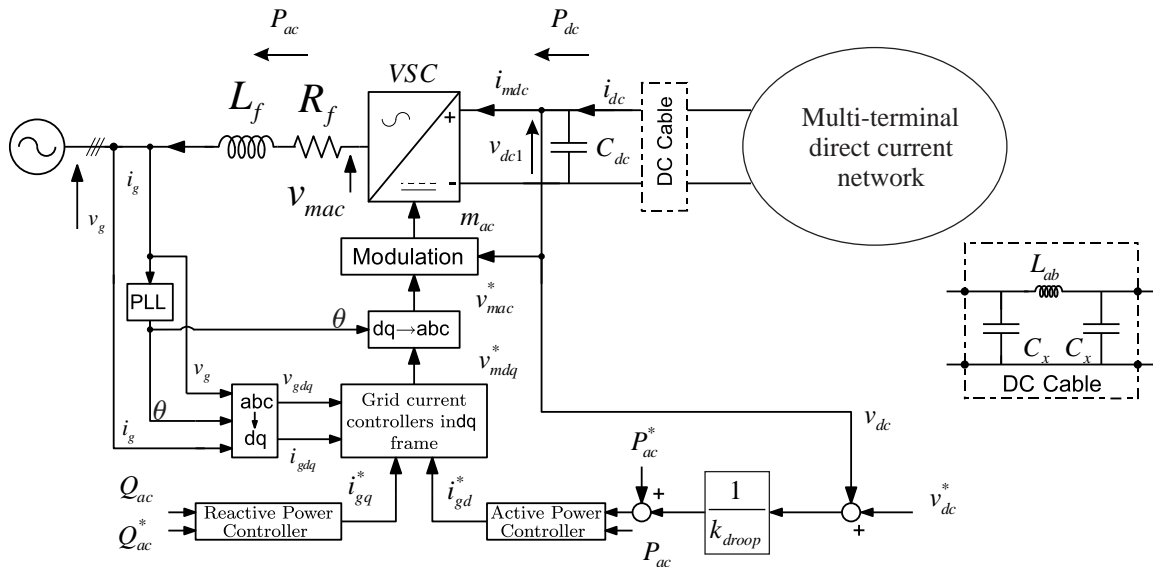 P_ac
P_dc
VSC
L_f
R_f
i_mdc
i_dc
+
-
v_dc1
C_dc
DC Cable
Multi-terminal
direct current
network
i_g
v_g
v_mac
m_ac
Modulation
PLL
v*_mac
θ
dq→abc
v*_mdq
L_ab
C_x
C_x
DC Cable
v_g
θ
i_g
abc
dq
v_gdq
i_gdq
Grid current
controllers indq
frame
v_dc
P*_ac
v*_dc
Q_ac
Q*_ac
Reactive Power
Controller
i*_gq
i*_gd
Active Power
Controller
+
P_ac
1
k_droop
+